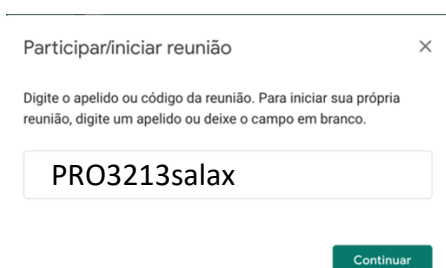 Participar/iniciar reunião
Digite o apelido ou código da reunião. Para iniciar sua própria
reunião, digite um apelido ou deixe o campo em branco.
PRO3213salax
Continuar